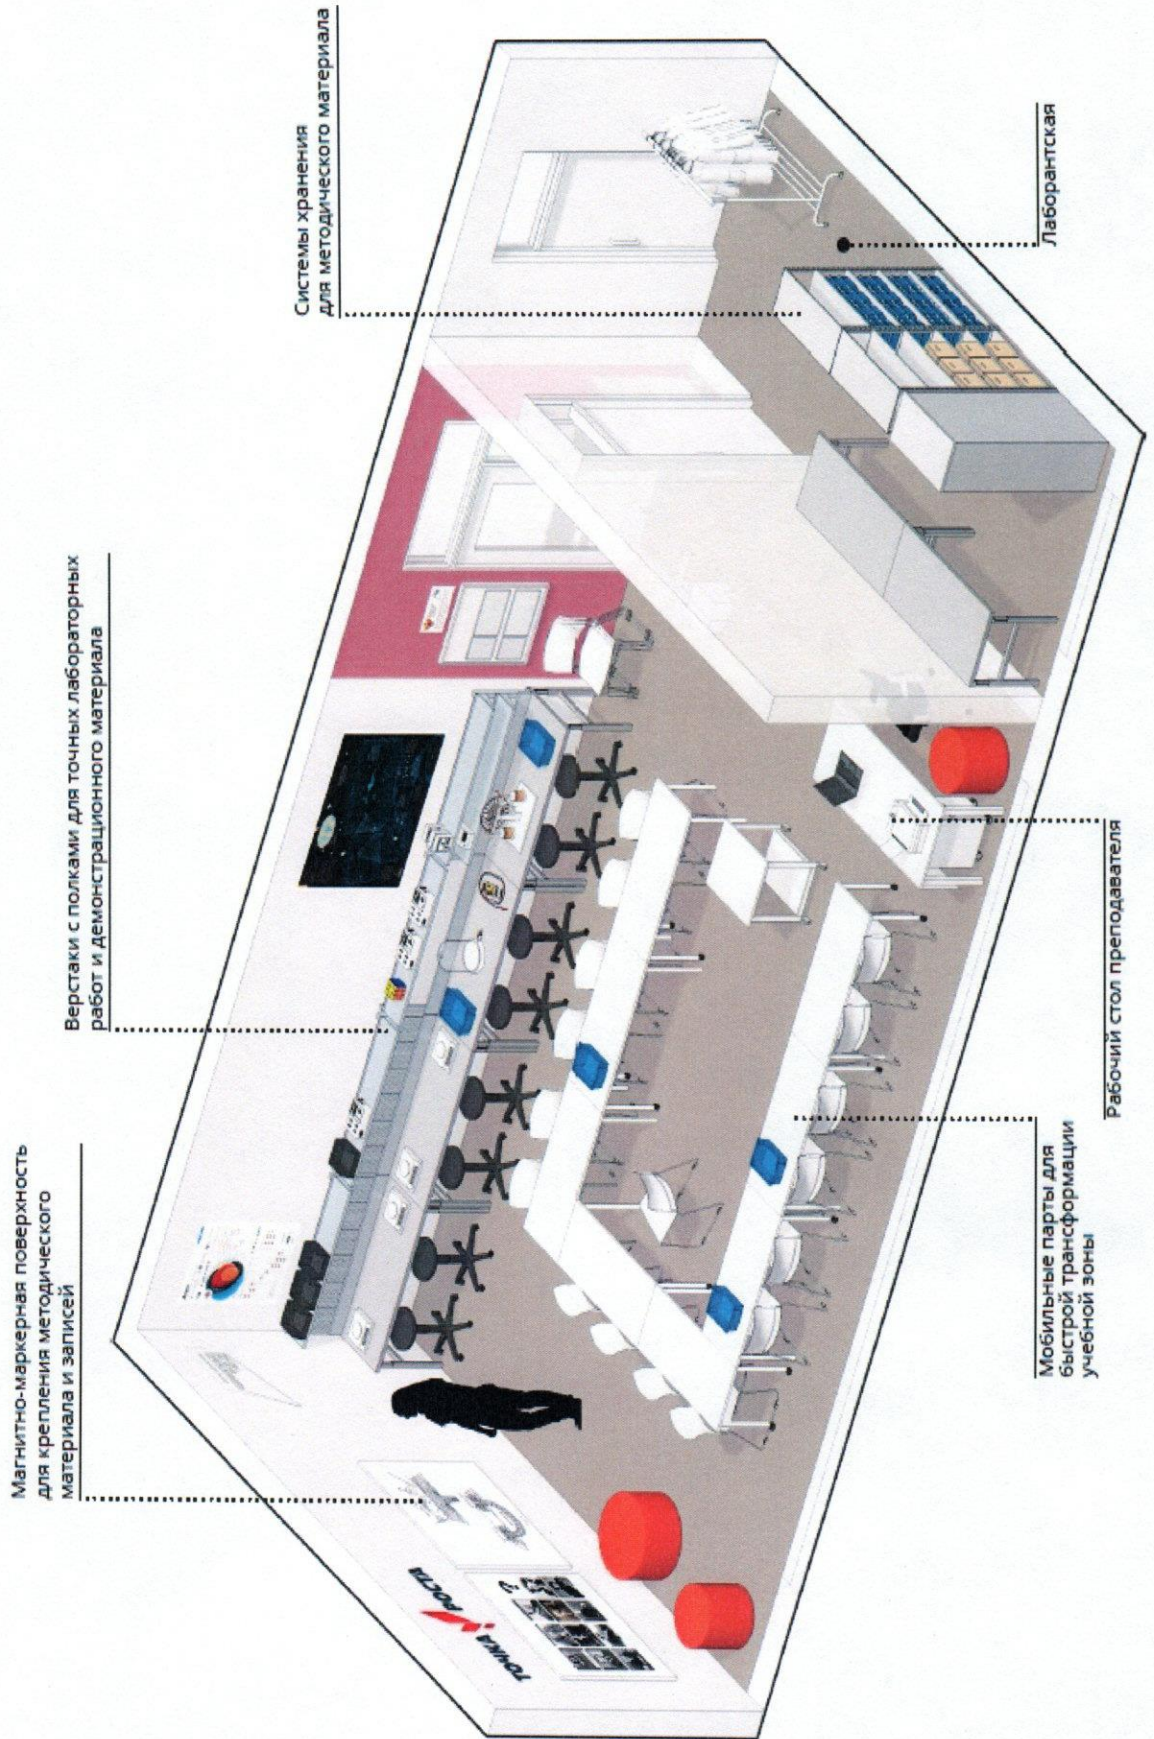 Магнитно-маркерная поверхность
для крепления методического
материала и записей
Верстаки с полками для точных лабораторных
работ и демонстрационного материала
Системы хранения
для методического материала
ТОЧКА РОСТА
Мобильные парты для
быстрой трансформации
учебной зоны
Рабочий стол преподавателя
Лаборантская